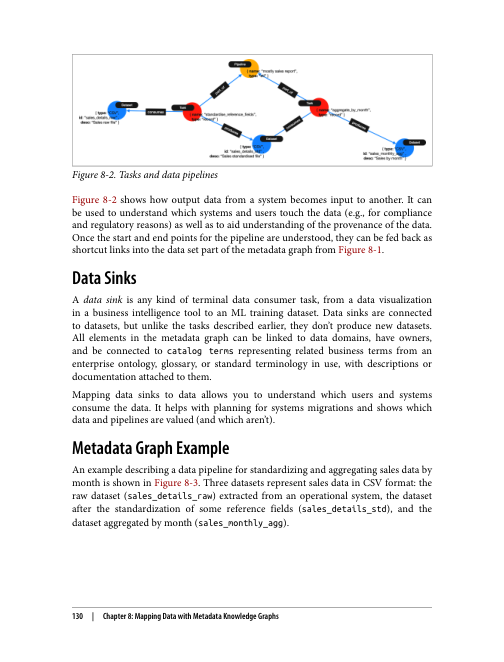 Pipeline
{ name: "monthly sales report",
Dataset
Task
Task
Dataset
Dataset
Figure 8-2. Tasks and data pipelines
Figure 8-2 shows how output data from a system becomes input to another. It can
be used to understand which systems and users touch the data (e.g., for compliance
and regulatory reasons) as well as to aid understanding of the provenance of the data.
Once the start and end points for the pipeline are understood, they can be fed back as
shortcut links into the data set part of the metadata graph from Figure 8-1.
Data Sinks
A data sink is any kind of terminal data consumer task, from a data visualization
in a business intelligence tool to an ML training dataset. Data sinks are connected
to datasets, but unlike the tasks described earlier, they don't produce new datasets.
All elements in the metadata graph can be linked to data domains, have owners,
and be connected to catalog terms representing related business terms from an
enterprise ontology, glossary, or standard terminology in use, with descriptions or
documentation attached to them.
Mapping data sinks to data allows you to understand which users and systems
consume the data. It helps with planning for systems migrations and shows which
data and pipelines are valued (and which aren't).
Metadata Graph Example
An example describing a data pipeline for standardizing and aggregating sales data by
month is shown in Figure 8-3. Three datasets represent sales data in CSV format: the
raw dataset (sales_details_raw) extracted from an operational system, the dataset
after the standardization of some reference fields (sales_details_std), and the
dataset aggregated by month (sales_monthly_agg).
130 | Chapter 8: Mapping Data with Metadata Knowledge Graphs